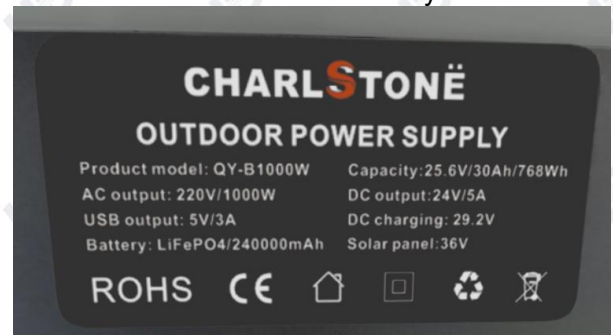 CHARLSTONË
OUTDOOR POWER SUPPLY
Product model: QY-B1000W
Capacity:25.6V/30Ah/768Wh
AC output: 220V/1000W
DC output:24V/5A
USB output: 5V/3A
DC charging: 29.2V
Battery: LiFePO4/240000mAh
Solar panel:36V
ROHS CE